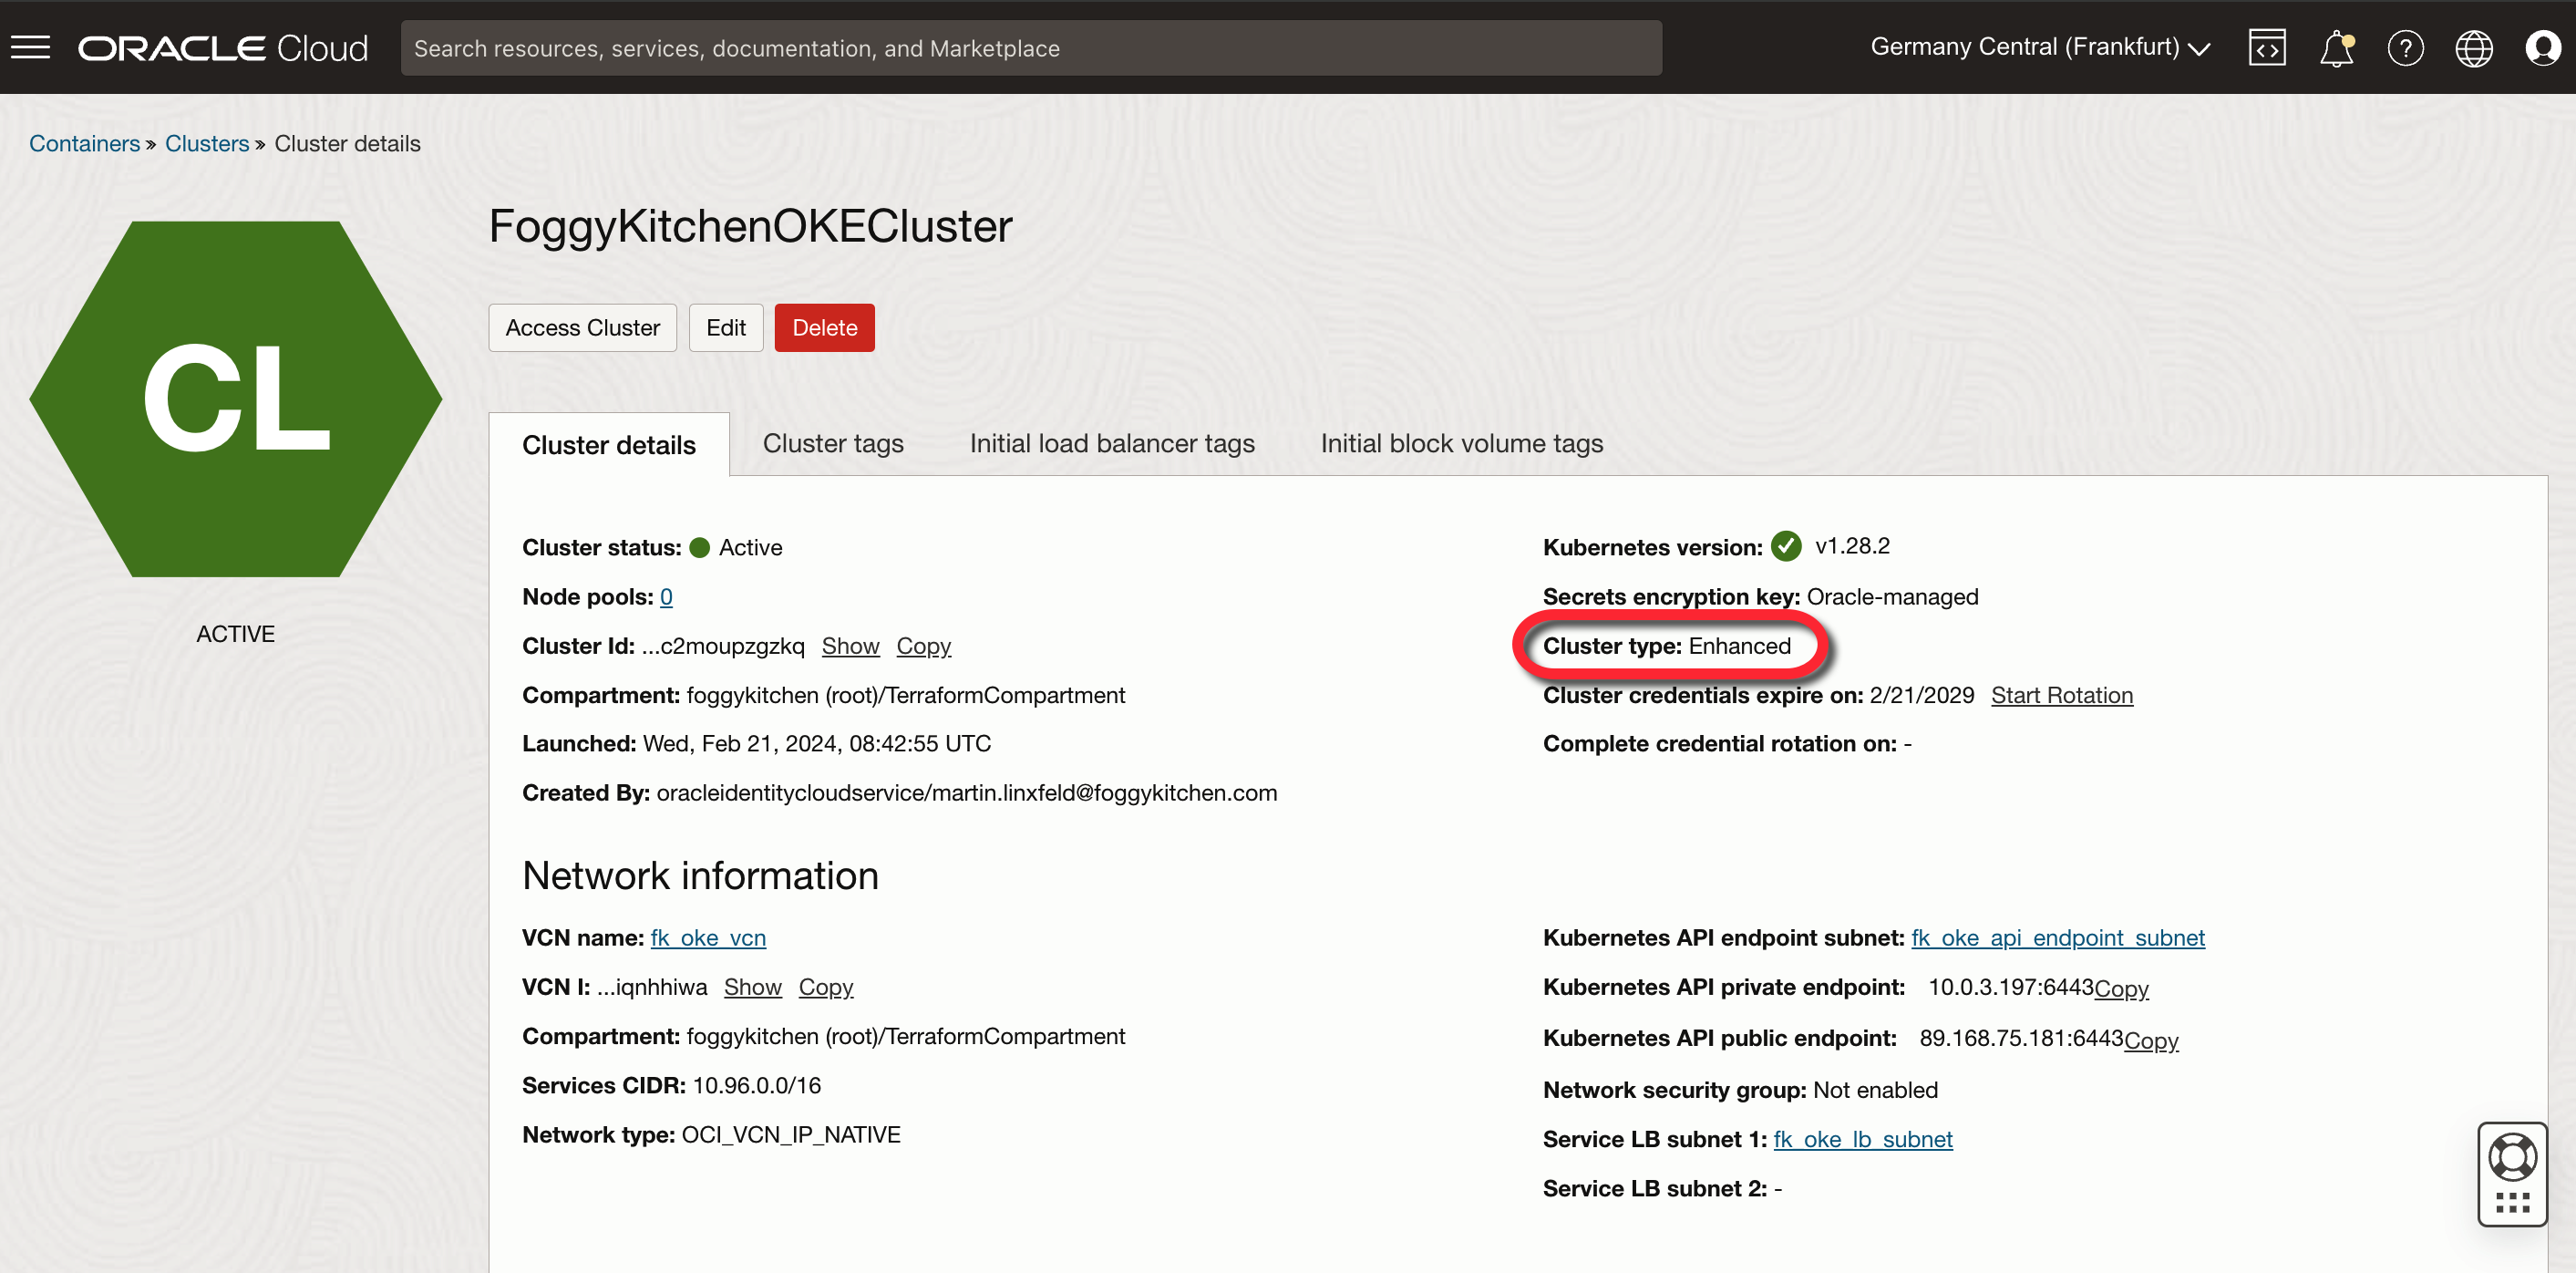 ORACLE Cloud
Search resources, services, documentation, and Marketplace
Germany Central (Frankfurt)
Containers » Clusters » Cluster details
CL
ACTIVE
FoggyKitchenOKECluster
Access Cluster Edit Delete
Cluster details Cluster tags Initial load balancer tags Initial block volume tags
Cluster status: Active
Node pools: 0
Cluster Id: ...c2moupzgzkq Show Copy
Compartment: foggykitchen (root)/TerraformCompartment
Launched: Wed, Feb 21, 2024, 08:42:55 UTC
Created By: oracleidentitycloudservice/martin.linxfeld@foggykitchen.com
Kubernetes version: v1.28.2
Secrets encryption key: Oracle-managed
Cluster type: Enhanced
Cluster credentials expire on: 2/21/2029 Start Rotation
Complete credential rotation on: -
Network information
VCN name: fk_oke_vcn
VCN I: ...iqnhhiwa Show Copy
Compartment: foggykitchen (root)/TerraformCompartment
Services CIDR: 10.96.0.0/16
Network type: OCI_VCN_IP_NATIVE
Kubernetes API endpoint subnet: fk_oke_api_endpoint_subnet
Kubernetes API private endpoint: 10.0.3.197:6443 Copy
Kubernetes API public endpoint: 89.168.75.181:6443 Copy
Network security group: Not enabled
Service LB subnet 1: fk_oke_lb_subnet
Service LB subnet 2: -